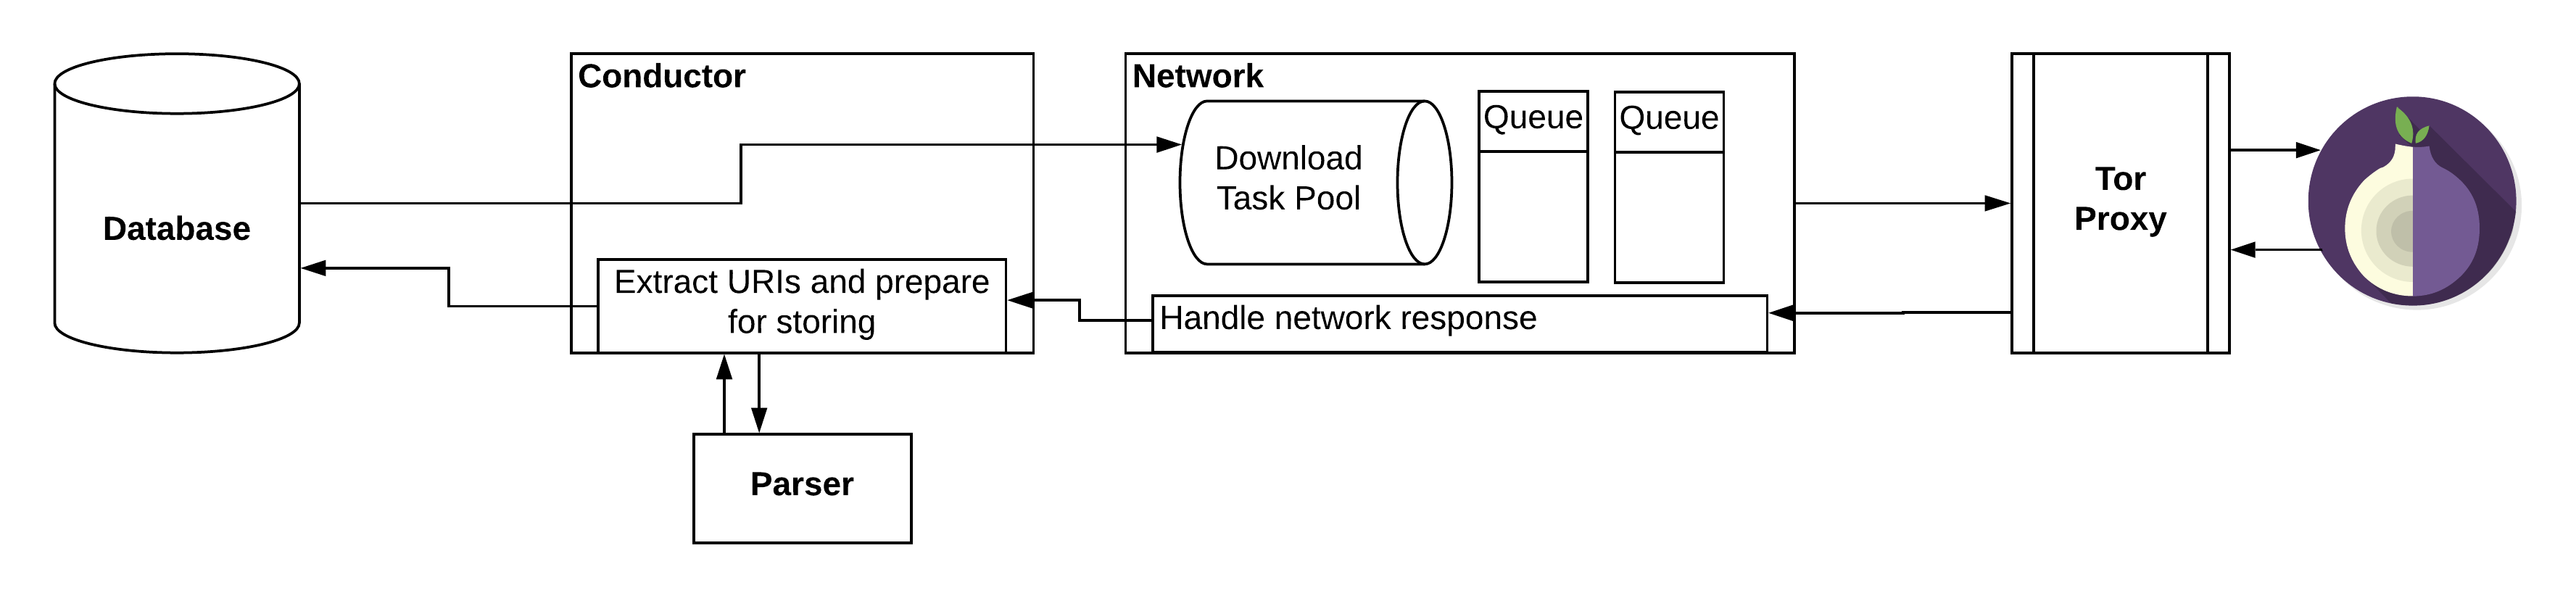 Database
Conductor
Extract URIs and prepare
for storing
Parser
Network
Download
Task Pool
Queue
Queue
Handle network response
Tor
Proxy